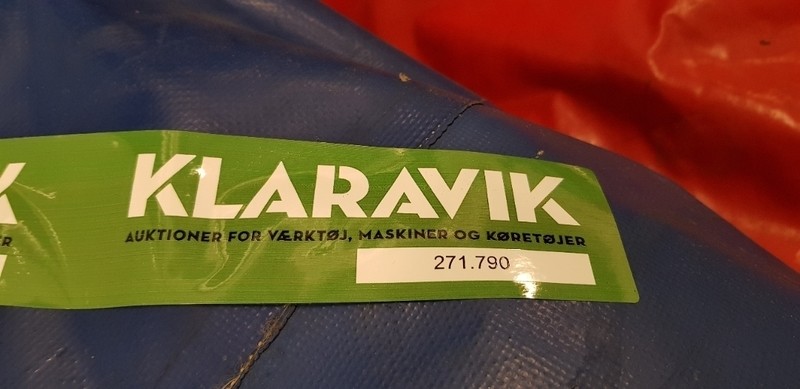 KLARAVIK
AUKTIONER FOR VÆRKTØJ, MASKINER OG KØRETØJER
271.790